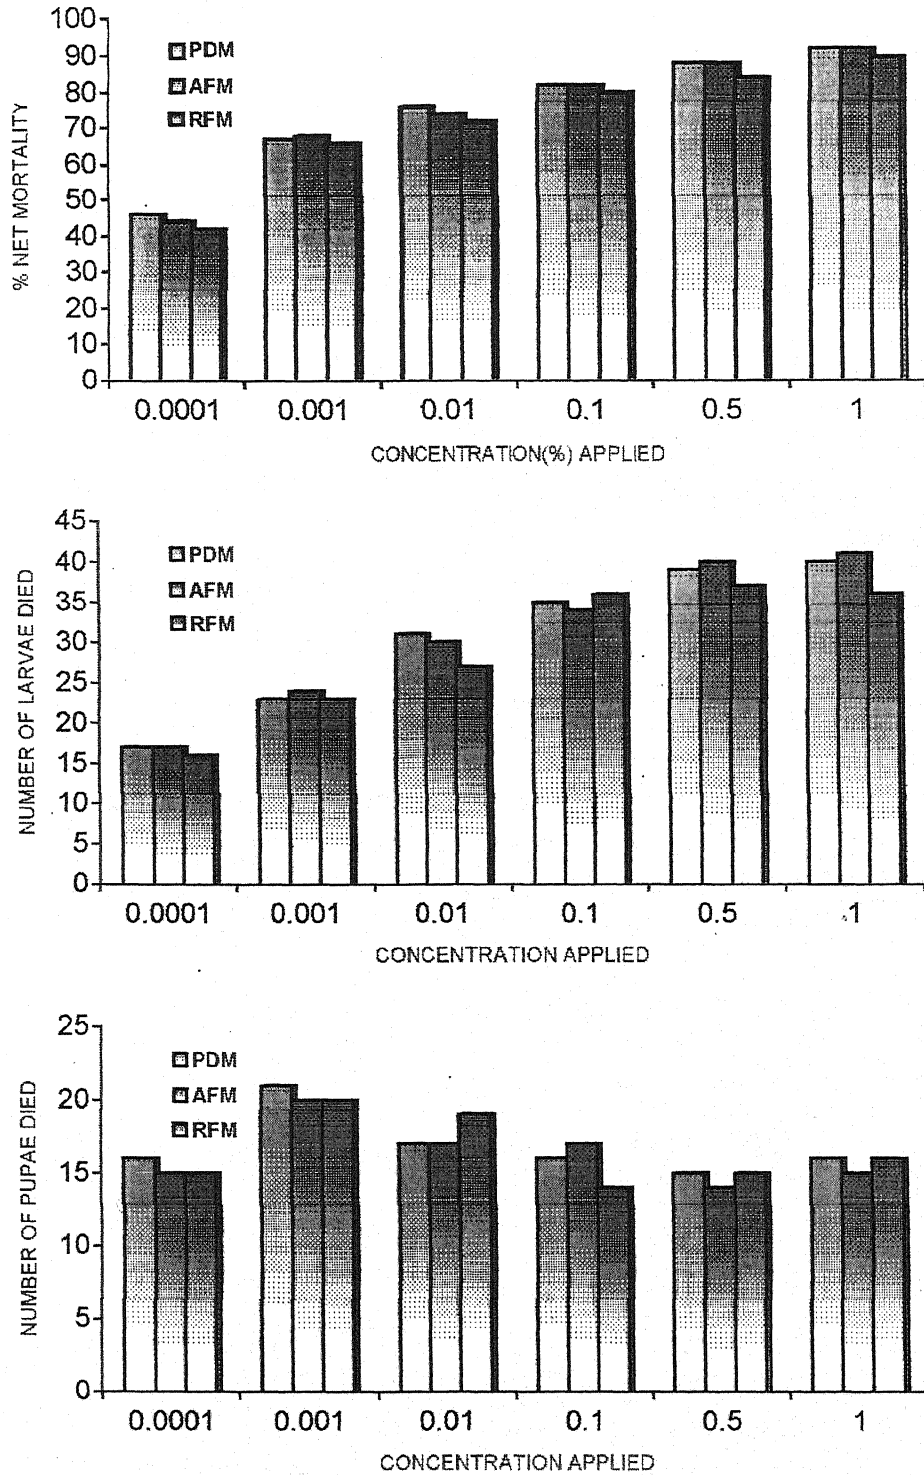 100
90
80
70
60
50
40
30
20
10
0
% NET MORTALITY
PDM
AFM
RFM
0.0001 0.001 0.01 0.1 0.5 1
CONCENTRATION(%) APPLIED
45
40
35
30
25
20
15
10
5
0
NUMBER OF LARVAE DIED
PDM
AFM
RFM
0.0001 0.001 0.01 0.1 0.5 1
CONCENTRATION APPLIED
25
20
15
10
5
0
NUMBER OF PUPAE DIED
PDM
AFM
RFM
0.0001 0.001 0.01 0.1 0.5 1
CONCENTRATION APPLIED